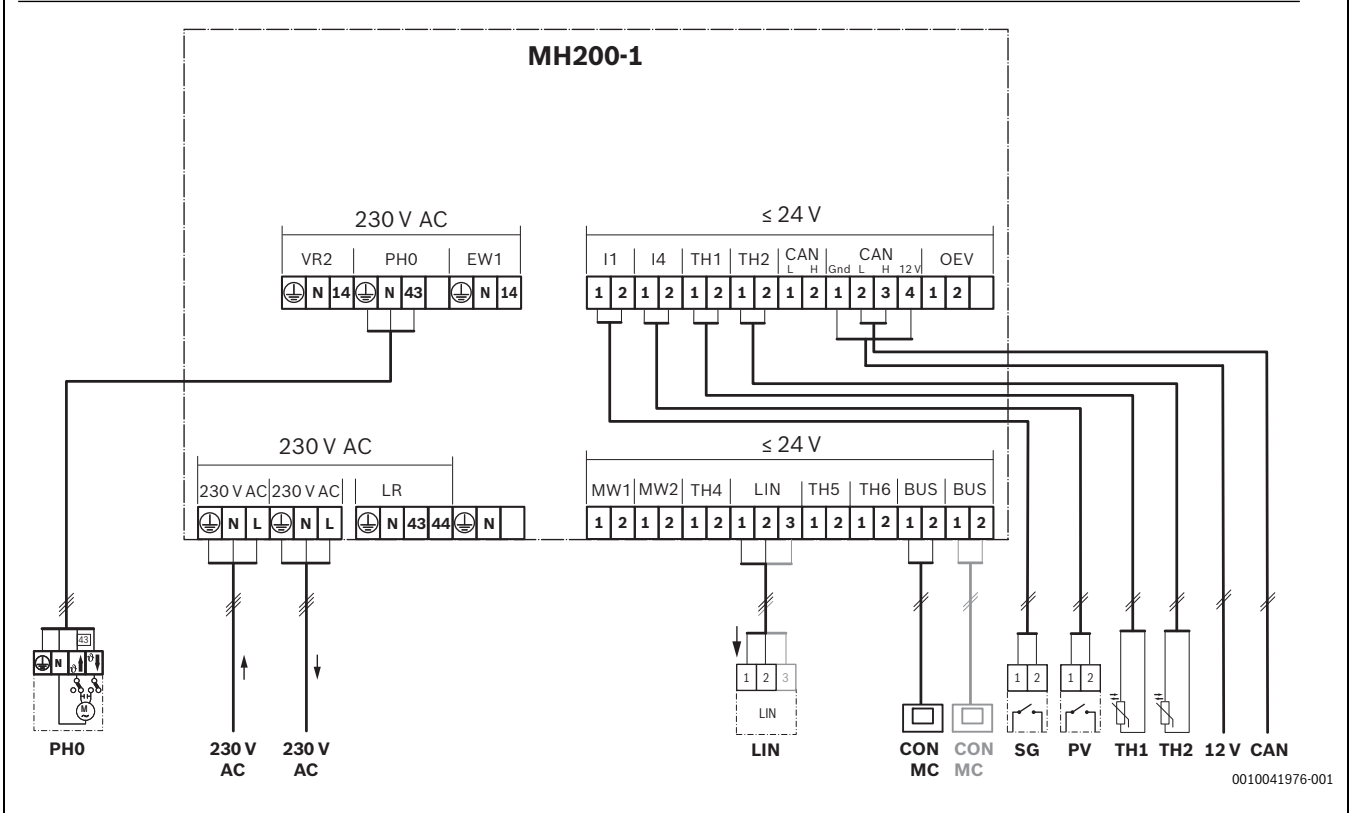 MH200-1
230 V AC
≤ 24 V
VR2 PH0 EW1
I1 I4 TH1 TH2 CAN CAN OEV
L H Gnd L H 12 V
N 14 N 43 N 14
1 2 1 2 1 2 1 2 1 2 1 2 3 4 1 2
230 V AC
≤ 24 V
230 V AC 230 V AC LR
MW1 MW2 TH4 LIN TH5 TH6 BUS BUS
N L N L N 43 44 N
1 2 1 2 1 2 1 2 3 1 2 1 2 1 2 1 2
43
N ϑ ϑ
M
~
1 2 3
LIN
1 2
1 2
PH0
230 V
AC
230 V
AC
LIN
CON
MC
CON
MC
SG
PV
TH1
TH2
12 V
CAN
0010041976-001